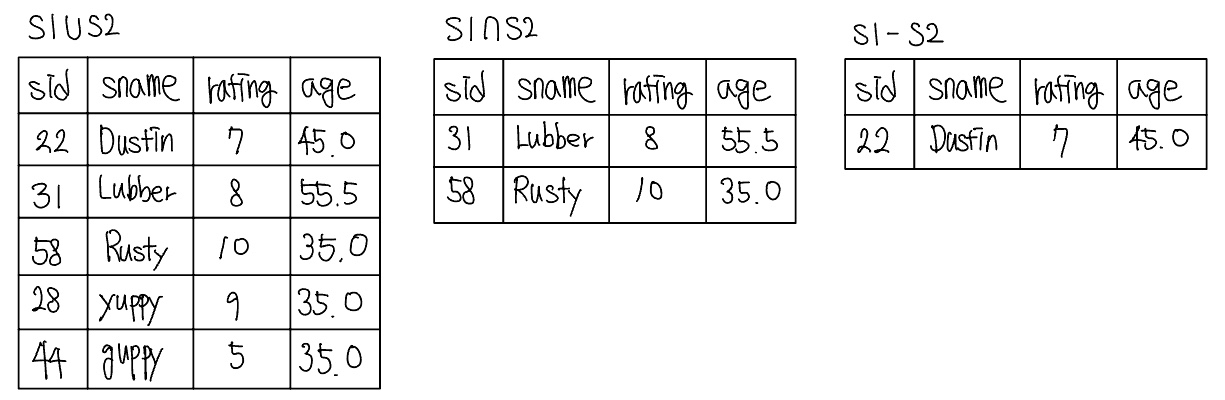 S1∪S2
sid sname rating age
22 Dustin 7 45.0
31 Lubber 8 55.5
58 Rusty 10 35.0
28 yuppy 9 35.0
44 guppy 5 35.0
S1∩S2
sid sname rating age
31 Lubber 8 55.5
58 Rusty 10 35.0
S1-S2
sid sname rating age
22 Dustin 7 45.0